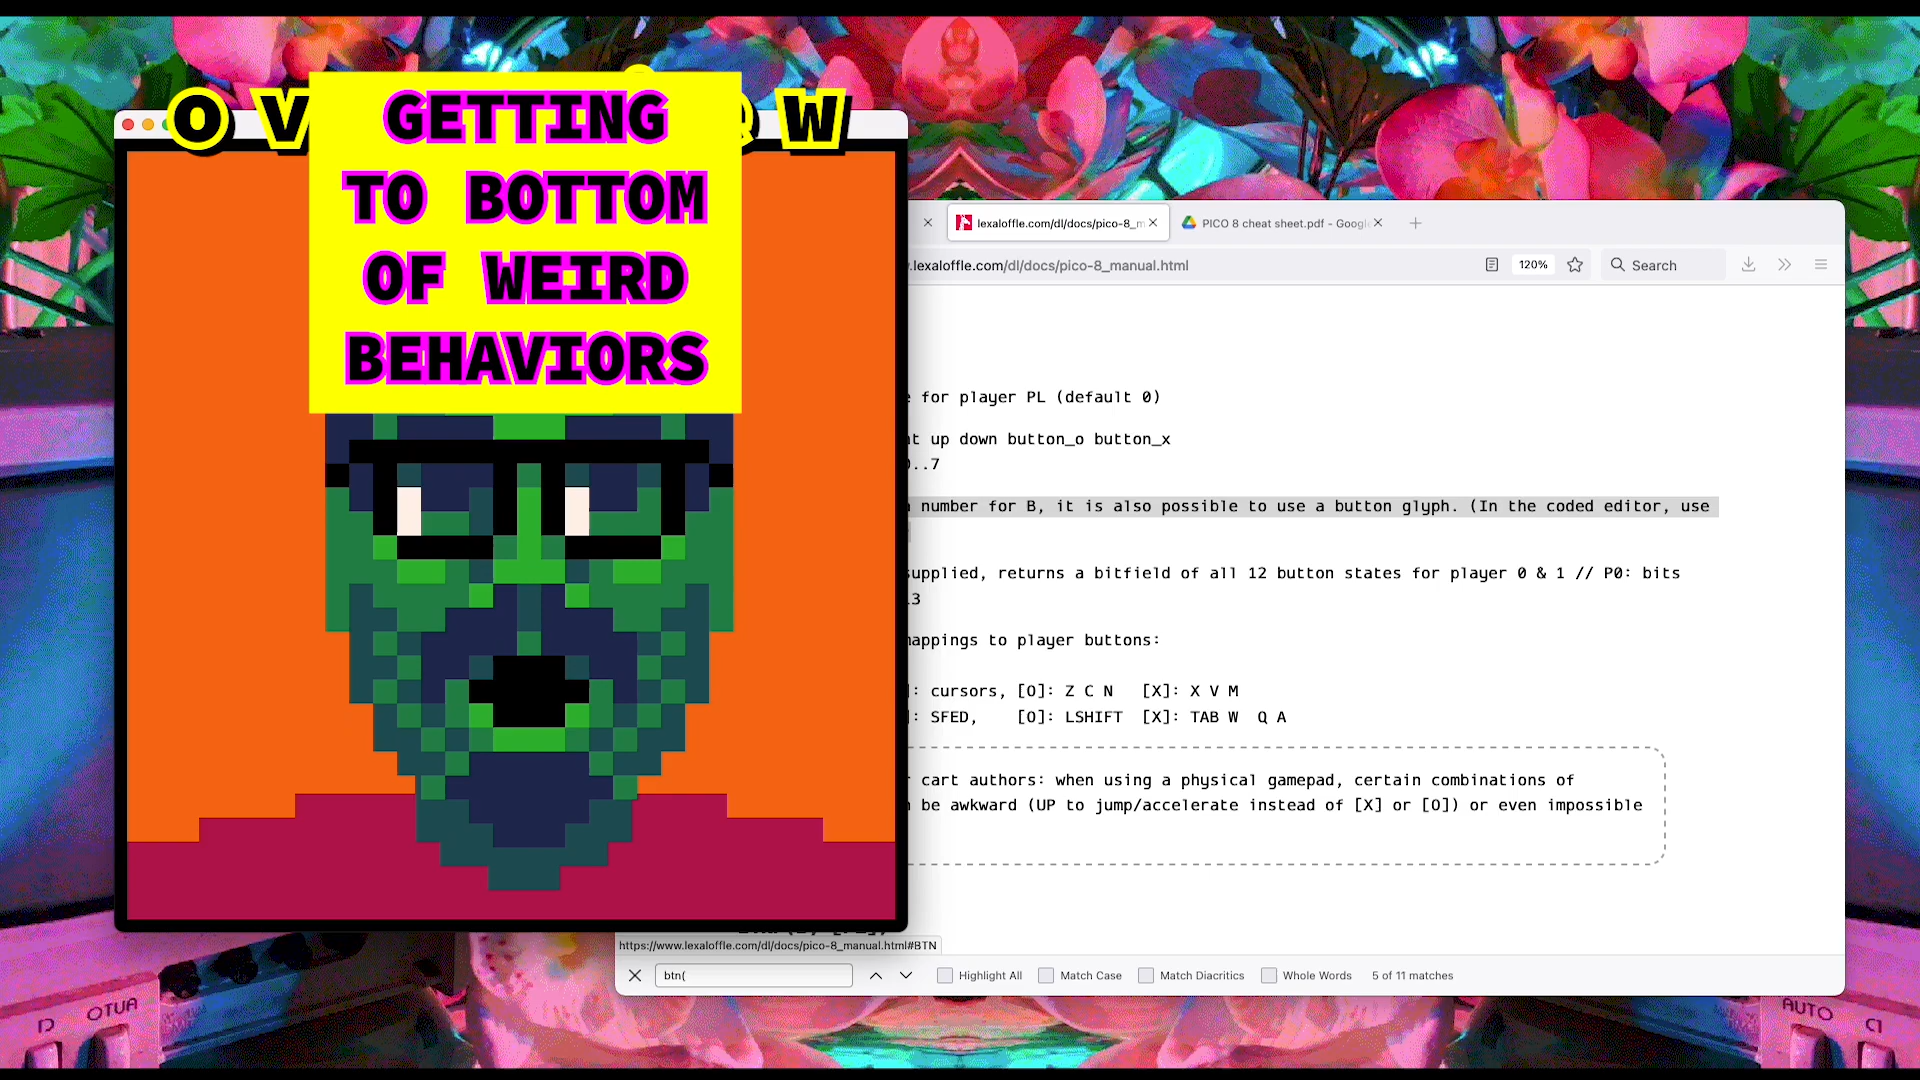 O V W
GETTING
TO BOTTOM
OF WEIRD
BEHAVIORS
lexaloffle.com/dl/docs/pico-8_m
PICO 8 cheat sheet.pdf - Google
.lexaloffle.com/dl/docs/pico-8_manual.html
120%
Search
for player PL (default 0)
up down button_o button_x
..7
number for B, it is also possible to use a button glyph. (In the coded editor, use
supplied, returns a bitfield of all 12 button states for player 0 & 1 // P0: bits
mappings to player buttons:
: cursors, [O]: Z C N [X]: X V M
: SFED, [O]: LSHIFT [X]: TAB W Q A
cart authors: when using a physical gamepad, certain combinations of
be awkward (UP to jump/accelerate instead of [X] or [O]) or even impossible
https://www.lexaloffle.com/dl/docs/pico-8_manual.html#BTN
btn(
Highlight All
Match Case
Match Diacritics
Whole Words
5 of 11 matches
AUTO
AUTO